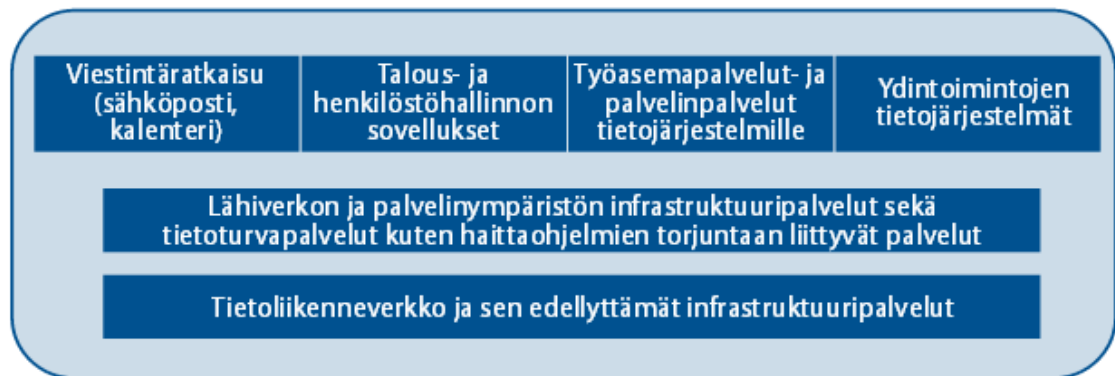 Viestintäratkaisu
(sähköposti,
kalenteri)
Talous- ja
henkilöstöhallinnon
sovellukset
Työasemapalvelut- ja
palvelinpalvelut
tietojärjestelmille
Ydintoimintojen
tietojärjestelmät
Lähiverkon ja palvelinympäristön infrastruktuuripalvelut sekä
tietoturvapalvelut kuten haittaohjelmien torjuntaan liittyvät palvelut
Tietoliikenneverkko ja sen edellyttämät infrastruktuuripalvelut